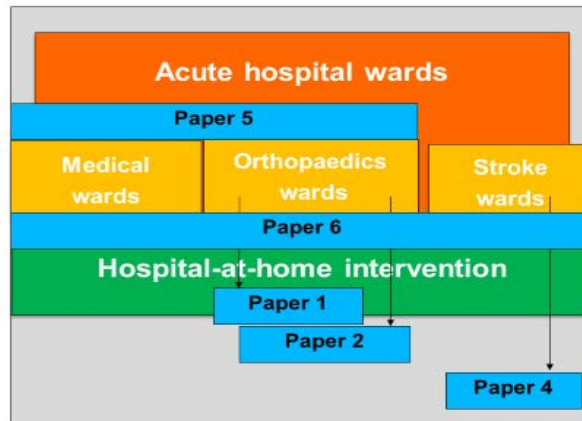 Acute hospital wards
Paper 5
Medical
wards
Orthopaedics
wards
Stroke
wards
Paper 6
Hospital-at-home intervention
Paper 1
Paper 2
Paper 4